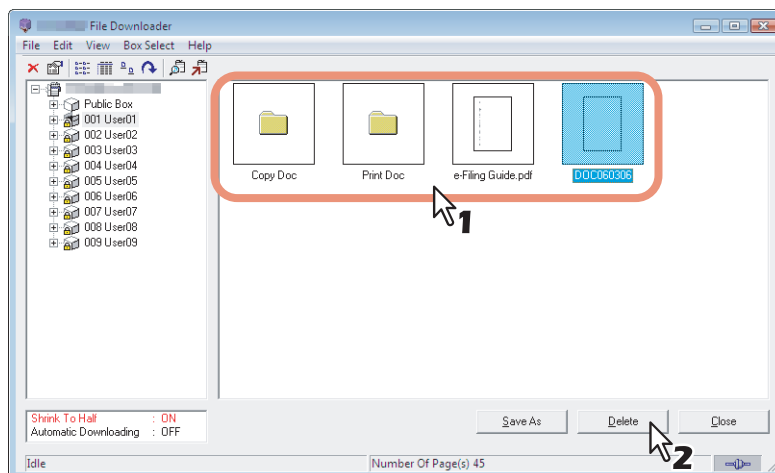 File Downloader
File Edit View Box Select Help
Public Box
001 User01
002 User02
003 User03
004 User04
005 User05
006 User06
007 User07
008 User08
009 User09
Copy Doc Print Doc e-Filing Guide.pdf DOC060306
1
Shrink To Half : ON
Automatic Downloading : OFF
Save As Delete Close
2
Idle Number Of Page(s) 45